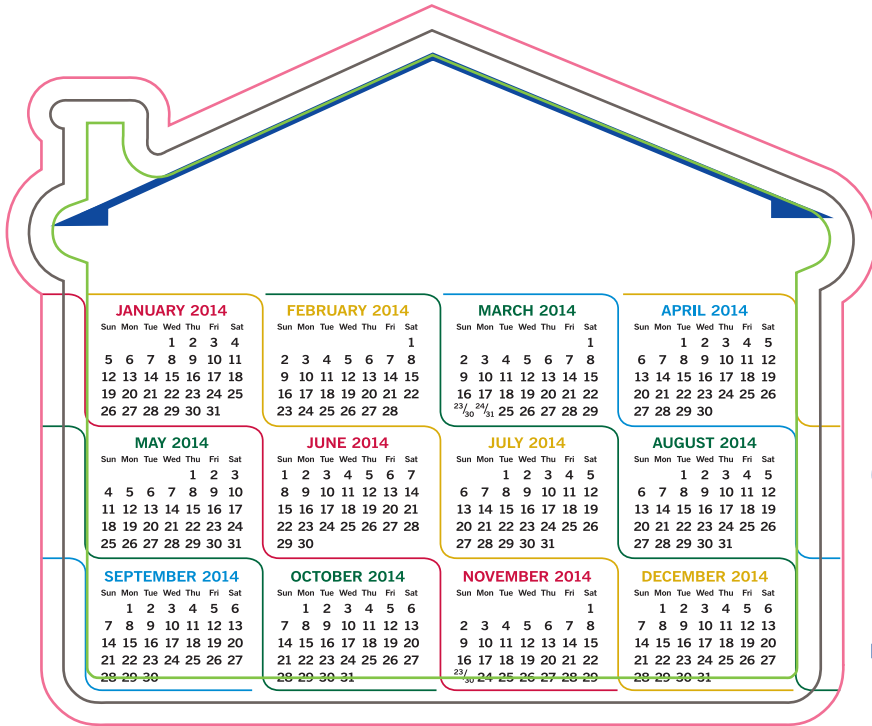 JANUARY 2014
Sun Mon Tue Wed Thu Fri Sat
1 2 3 4
5 6 7 8 9 10 11
12 13 14 15 16 17 18
19 20 21 22 23 24 25
26 27 28 29 30 31
FEBRUARY 2014
Sun Mon Tue Wed Thu Fri Sat
1
2 3 4 5 6 7 8
9 10 11 12 13 14 15
16 17 18 19 20 21 22
23 24 25 26 27 28
MARCH 2014
Sun Mon Tue Wed Thu Fri Sat
1
2 3 4 5 6 7 8
9 10 11 12 13 14 15
16 17 18 19 20 21 22
23/30 24/31 25 26 27 28 29
APRIL 2014
Sun Mon Tue Wed Thu Fri Sat
1 2 3 4 5
6 7 8 9 10 11 12
13 14 15 16 17 18 19
20 21 22 23 24 25 26
27 28 29 30
MAY 2014
Sun Mon Tue Wed Thu Fri Sat
1 2 3
4 5 6 7 8 9 10
11 12 13 14 15 16 17
18 19 20 21 22 23 24
25 26 27 28 29 30 31
JUNE 2014
Sun Mon Tue Wed Thu Fri Sat
1 2 3 4 5 6 7
8 9 10 11 12 13 14
15 16 17 18 19 20 21
22 23 24 25 26 27 28
29 30
JULY 2014
Sun Mon Tue Wed Thu Fri Sat
1 2 3 4 5
6 7 8 9 10 11 12
13 14 15 16 17 18 19
20 21 22 23 24 25 26
27 28 29 30 31
AUGUST 2014
Sun Mon Tue Wed Thu Fri Sat
1 2 3 4 5
6 7 8 9 10 11 12
13 14 15 16 17 18 19
20 21 22 23 24 25 26
27 28 29 30 31
SEPTEMBER 2014
Sun Mon Tue Wed Thu Fri Sat
1 2 3 4 5 6
7 8 9 10 11 12 13
14 15 16 17 18 19 20
21 22 23 24 25 26 27
28 29 30
OCTOBER 2014
Sun Mon Tue Wed Thu Fri Sat
1 2 3 4 5 6
7 8 9 10 11 12 13
14 15 16 17 18 19 20
21 22 23 24 25 26 27
28 29 30 31
NOVEMBER 2014
Sun Mon Tue Wed Thu Fri Sat
1
2 3 4 5 6 7 8
9 10 11 12 13 14 15
16 17 18 19 20 21 22
23/30 24 25 26 27 28 29
DECEMBER 2014
Sun Mon Tue Wed Thu Fri Sat
1 2 3 4 5 6
7 8 9 10 11 12 13
14 15 16 17 18 19 20
21 22 23 24 25 26 27
28 29 30 31